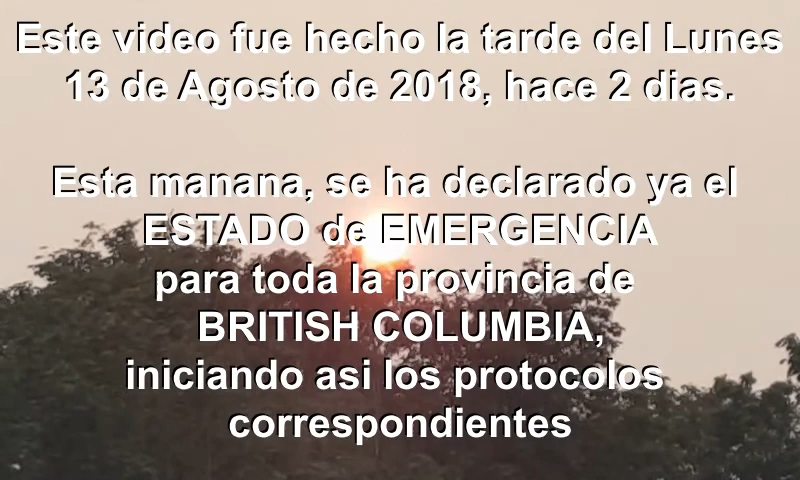 Este video fue hecho la tarde del Lunes
13 de Agosto de 2018, hace 2 dias.
Esta manana, se ha declarado ya el
ESTADO de EMERGENCIA
para toda la provincia de
BRITISH COLUMBIA,
iniciando asi los protocolos
correspondientes